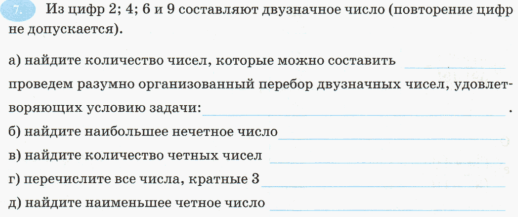 7. Из цифр 2; 4; 6 и 9 составляют двузначное число (повторение цифр
не допускается).
а) найдите количество чисел, которые можно составить
проведем разумно организованный перебор двузначных чисел, удовлет-
воряющих условию задачи: .
б) найдите наибольшее нечетное число
в) найдите количество четных чисел
г) перечислите все числа, кратные 3
д) найдите наименьшее четное число